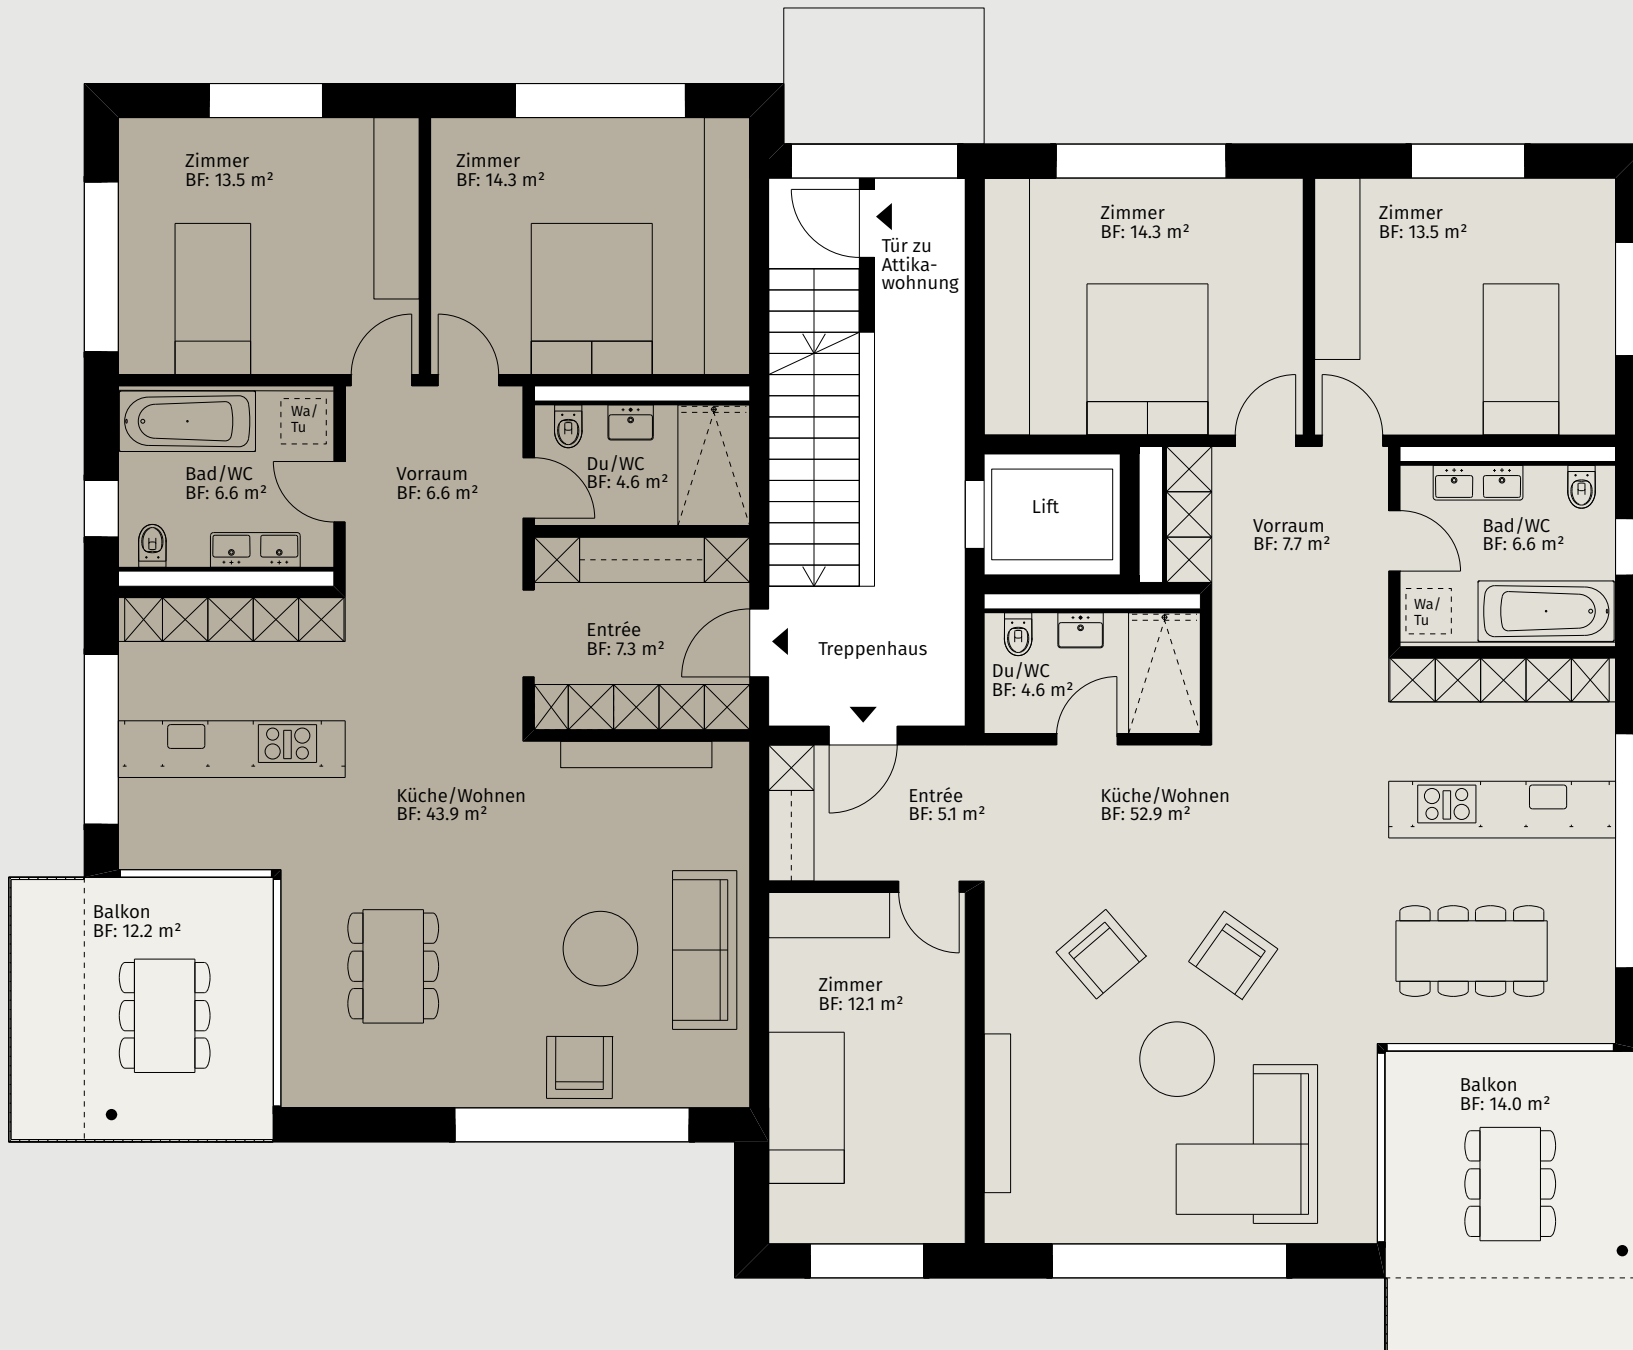 Zimmer
BF: 13.5 m²
Zimmer
BF: 14.3 m²
Zimmer
BF: 14.3 m²
Zimmer
BF: 13.5 m²
Tür zu
Attika-
wohnung
Wa/
Tu
Bad/WC
BF: 6.6 m²
Vorraum
BF: 6.6 m²
Du/WC
BF: 4.6 m²
Lift
Vorraum
BF: 7.7 m²
Bad/WC
BF: 6.6 m²
Wa/
Tu
Entrée
BF: 7.3 m²
Treppenhaus
Du/WC
BF: 4.6 m²
Küche/Wohnen
BF: 43.9 m²
Entrée
BF: 5.1 m²
Küche/Wohnen
BF: 52.9 m²
Balkon
BF: 12.2 m²
Zimmer
BF: 12.1 m²
Balkon
BF: 14.0 m²